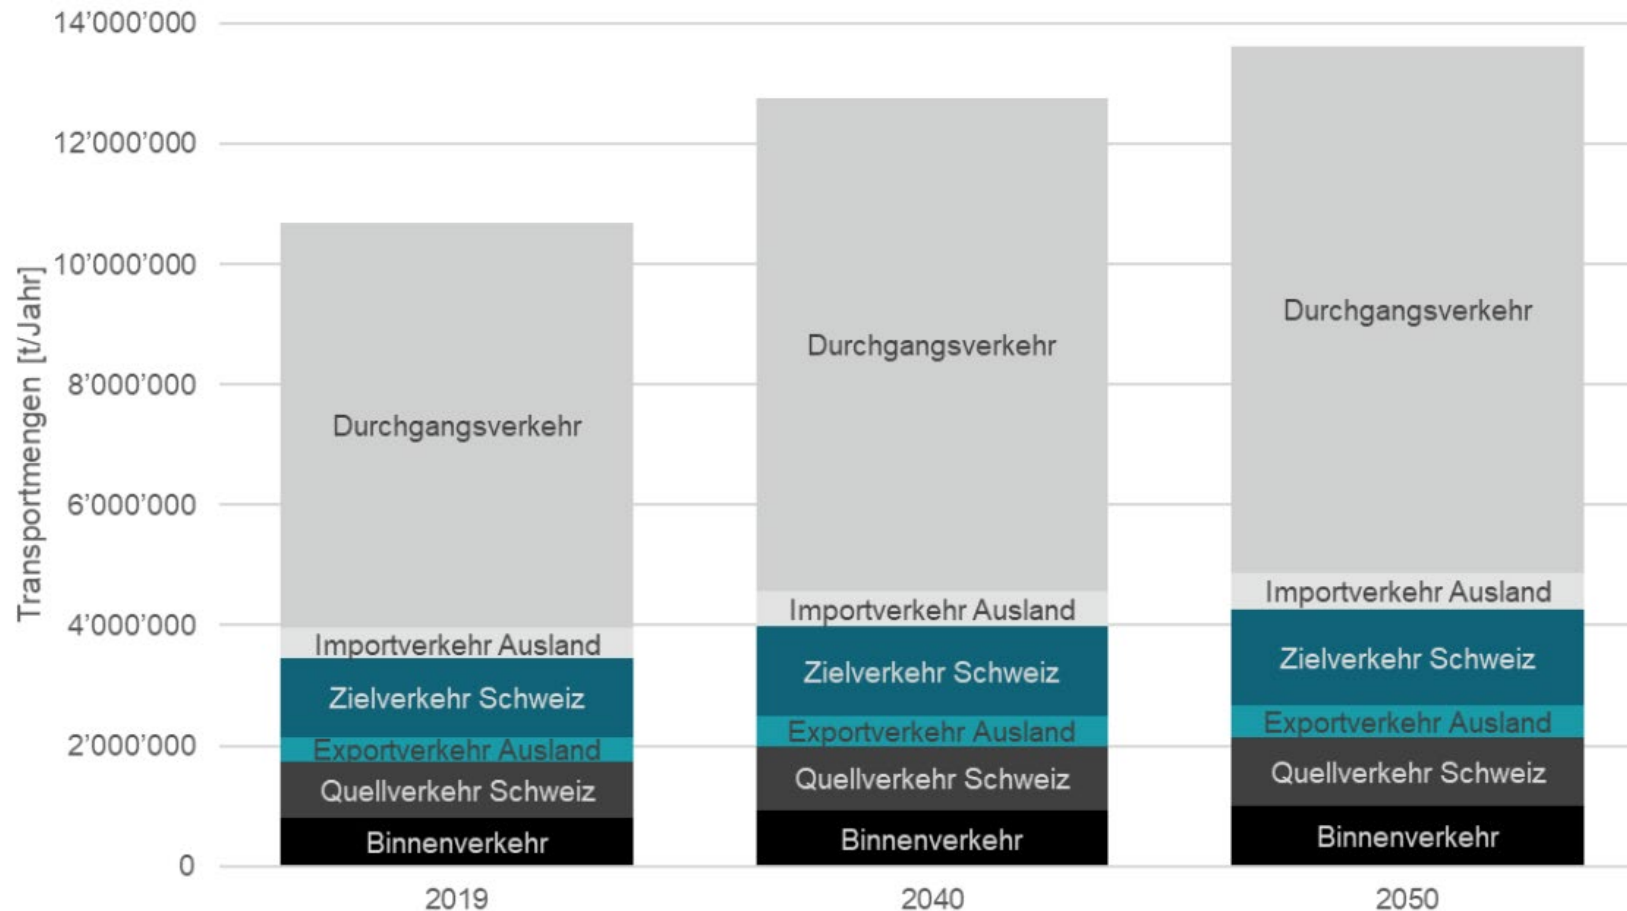 Transportmengen [t/Jahr]
14’000’000
12’000’000
10’000’000
8’000’000
6’000’000
4’000’000
2’000’000
0
Durchgangsverkehr
Importverkehr Ausland
Zielverkehr Schweiz
Exportverkehr Ausland
Quellverkehr Schweiz
Binnenverkehr
2019
Durchgangsverkehr
Importverkehr Ausland
Zielverkehr Schweiz
Exportverkehr Ausland
Quellverkehr Schweiz
Binnenverkehr
2040
Durchgangsverkehr
Importverkehr Ausland
Zielverkehr Schweiz
Exportverkehr Ausland
Quellverkehr Schweiz
Binnenverkehr
2050